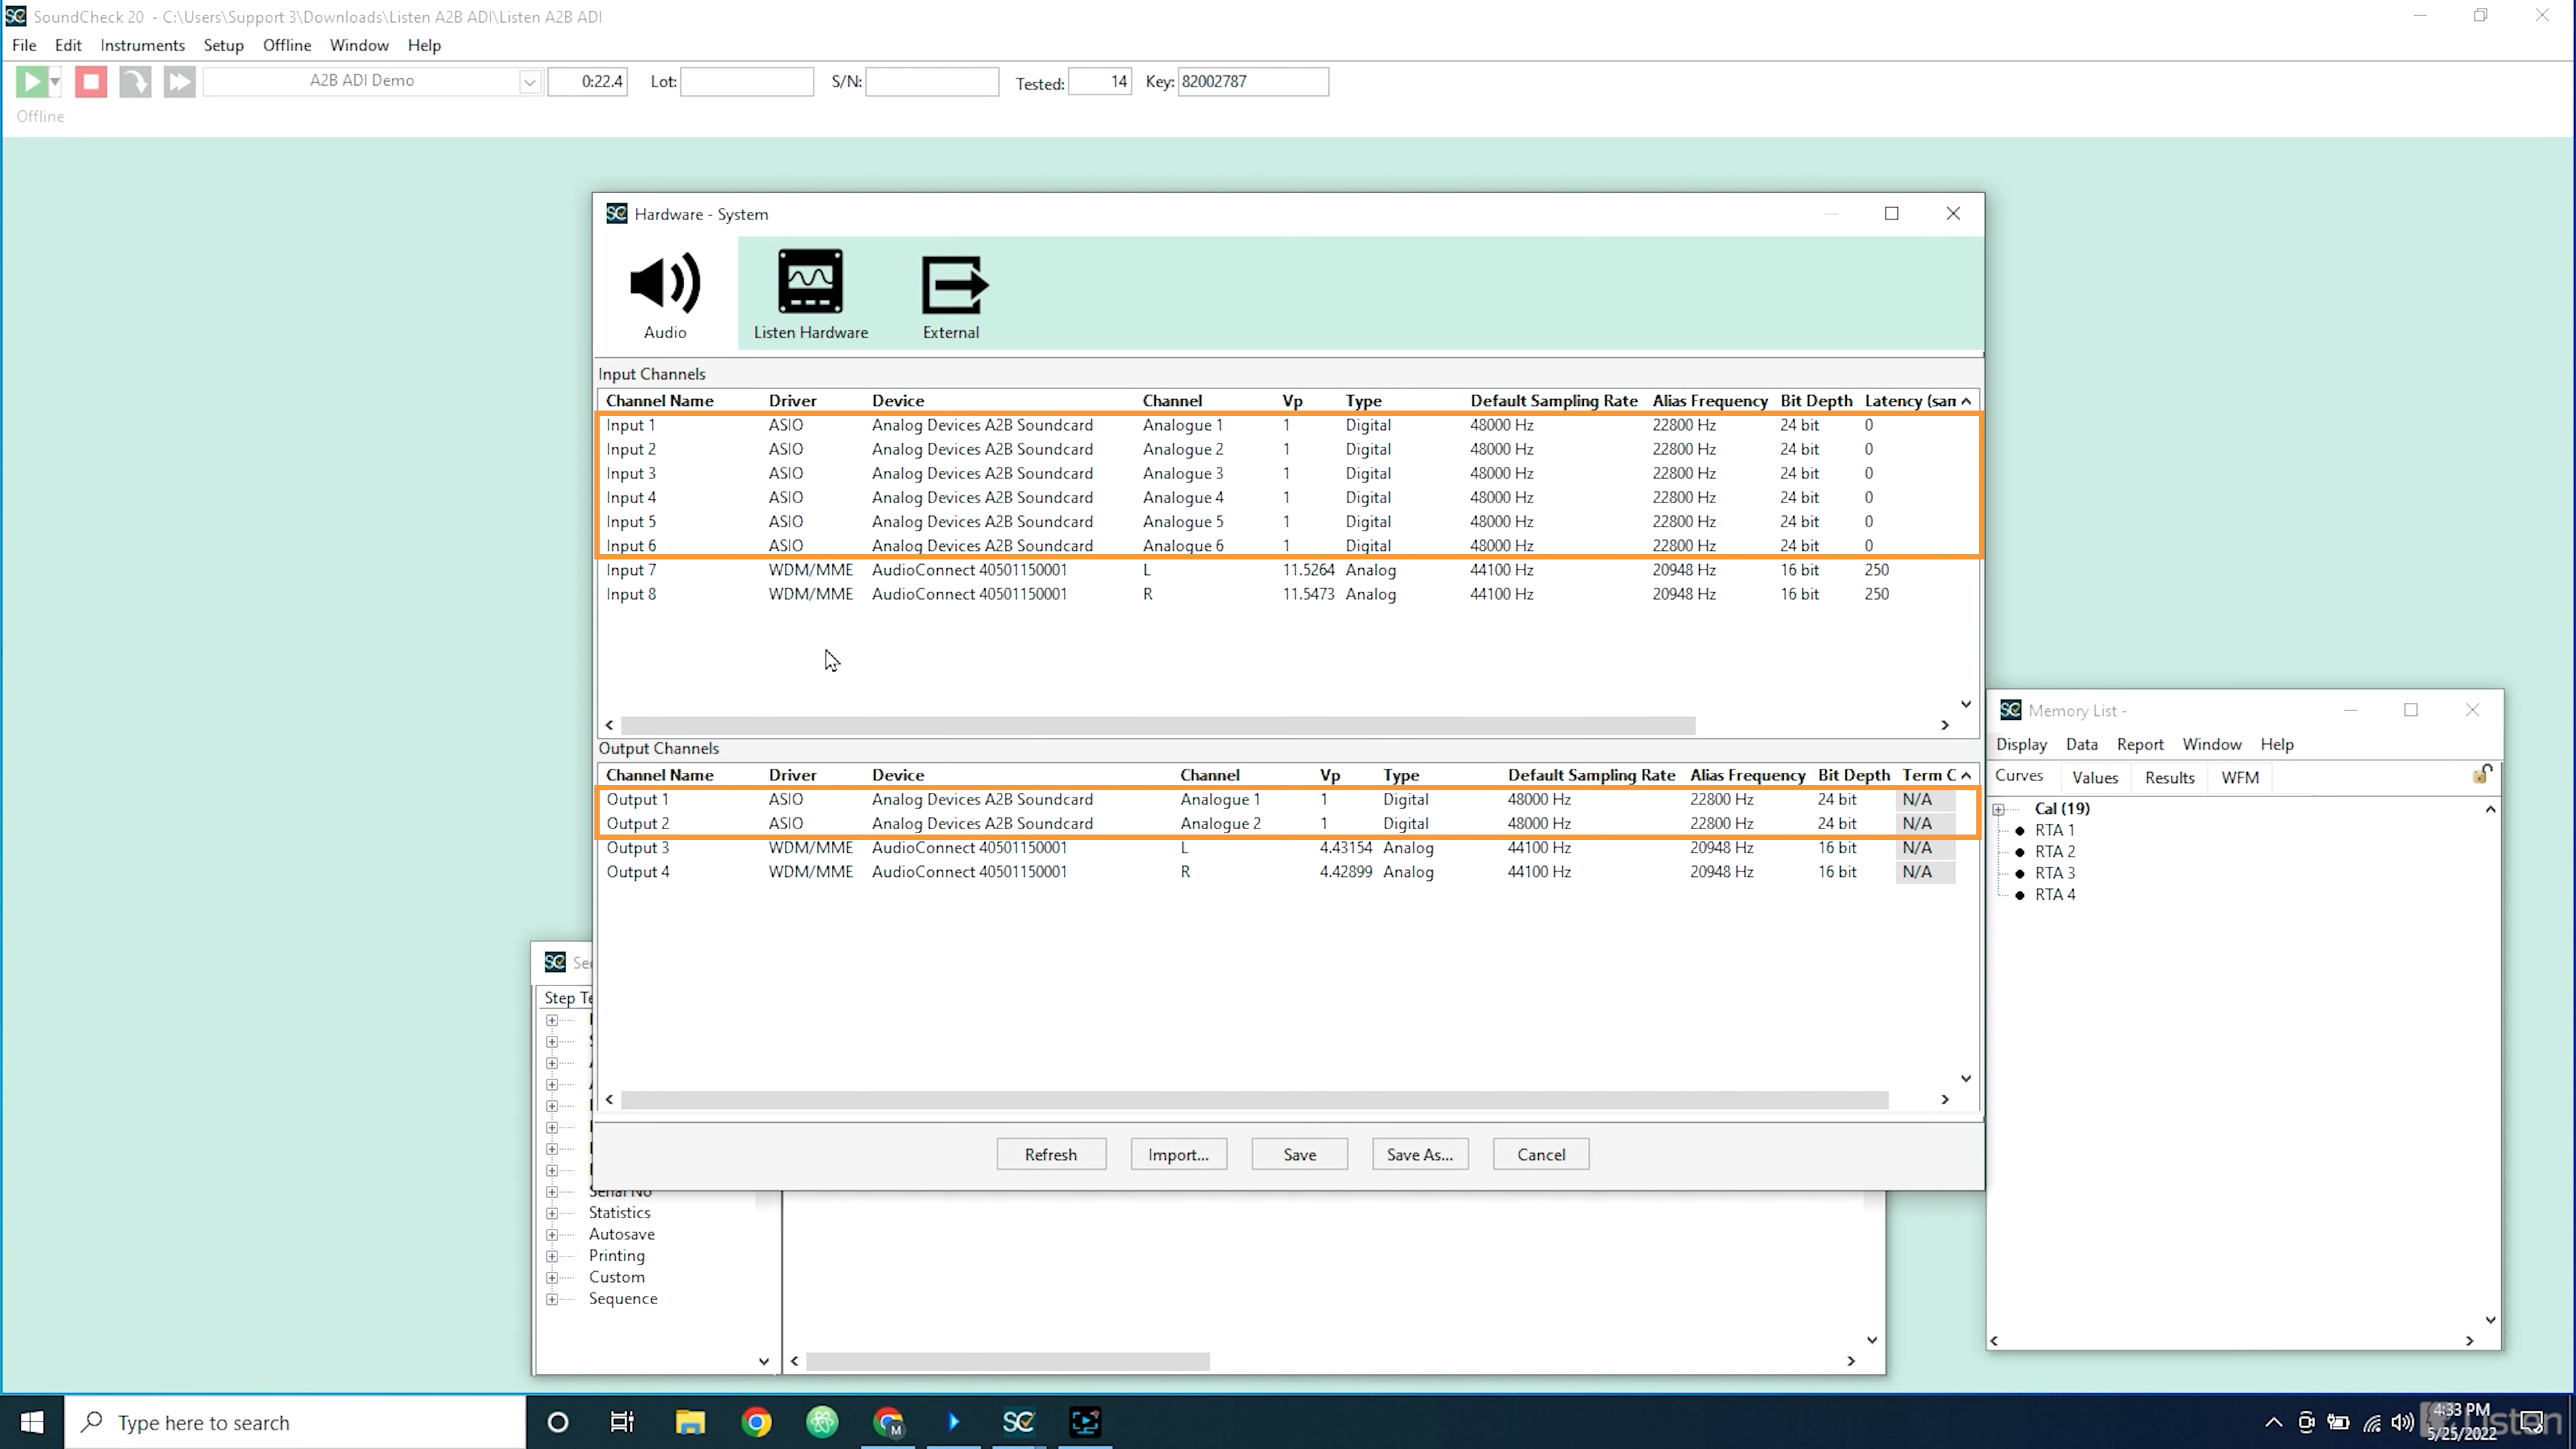 SoundCheck 20 - C:\Users\Support 3\Downloads\Listen A2B ADI\Listen A2B ADI
File Edit Instruments Setup Offline Window Help
A2B ADI Demo 0:22.4 Lot: S/N: Tested: 14 Key: 82002787
Offline
Hardware - System
Audio Listen Hardware External
Input Channels
Channel Name Driver Device Channel Vp Type Default Sampling Rate Alias Frequency Bit Depth Latency (san
Input 1 ASIO Analog Devices A2B Soundcard Analogue 1 1 Digital 48000 Hz 22800 Hz 24 bit 0
Input 2 ASIO Analog Devices A2B Soundcard Analogue 2 1 Digital 48000 Hz 22800 Hz 24 bit 0
Input 3 ASIO Analog Devices A2B Soundcard Analogue 3 1 Digital 48000 Hz 22800 Hz 24 bit 0
Input 4 ASIO Analog Devices A2B Soundcard Analogue 4 1 Digital 48000 Hz 22800 Hz 24 bit 0
Input 5 ASIO Analog Devices A2B Soundcard Analogue 5 1 Digital 48000 Hz 22800 Hz 24 bit 0
Input 6 ASIO Analog Devices A2B Soundcard Analogue 6 1 Digital 48000 Hz 22800 Hz 24 bit 0
Input 7 WDM/MME AudioConnect 40501150001 L 11.5264 Analog 44100 Hz 20948 Hz 16 bit 250
Input 8 WDM/MME AudioConnect 40501150001 R 11.5473 Analog 44100 Hz 20948 Hz 16 bit 250
Output Channels
Channel Name Driver Device Channel Vp Type Default Sampling Rate Alias Frequency Bit Depth Term C
Output 1 ASIO Analog Devices A2B Soundcard Analogue 1 1 Digital 48000 Hz 22800 Hz 24 bit N/A
Output 2 ASIO Analog Devices A2B Soundcard Analogue 2 1 Digital 48000 Hz 22800 Hz 24 bit N/A
Output 3 WDM/MME AudioConnect 40501150001 L 4.43154 Analog 44100 Hz 20948 Hz 16 bit N/A
Output 4 WDM/MME AudioConnect 40501150001 R 4.42899 Analog 44100 Hz 20948 Hz 16 bit N/A
Refresh Import... Save Save As... Cancel
Memory List -
Display Data Report Window Help
Curves Values Results WFM
Cal (19)
RTA 1
RTA 2
RTA 3
RTA 4
Step Te
Serial No
Statistics
Autosave
Printing
Custom
Sequence
Type here to search
4:33 PM
5/25/2022
Listen